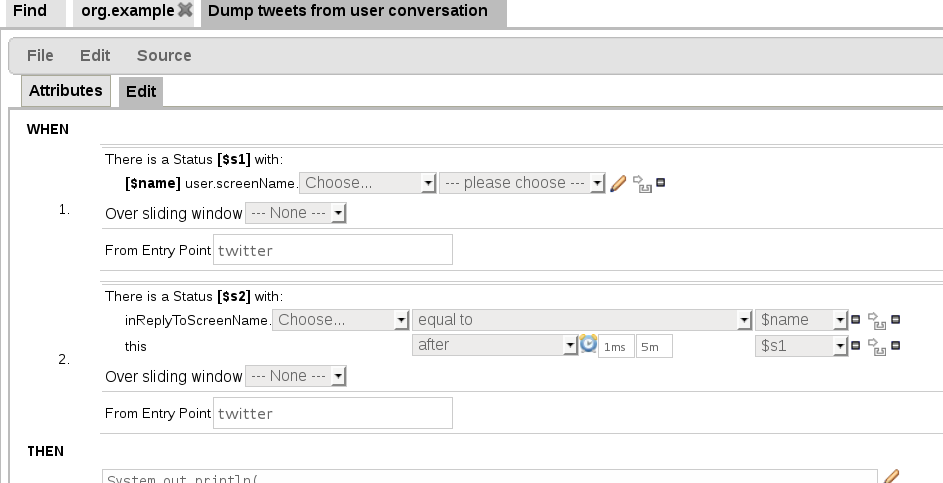 Find org.example Dump tweets from user conversation
File Edit Source
Attributes Edit
WHEN
There is a Status [$s1] with:
[$name] user.screenName. Choose... --- please choose ---
1.
Over sliding window --- None ---
From Entry Point twitter
There is a Status [$s2] with:
inReplyToScreenName. Choose... equal to $name
this after 1ms 5m $s1
2.
Over sliding window --- None ---
From Entry Point twitter
THEN
System.out.println(